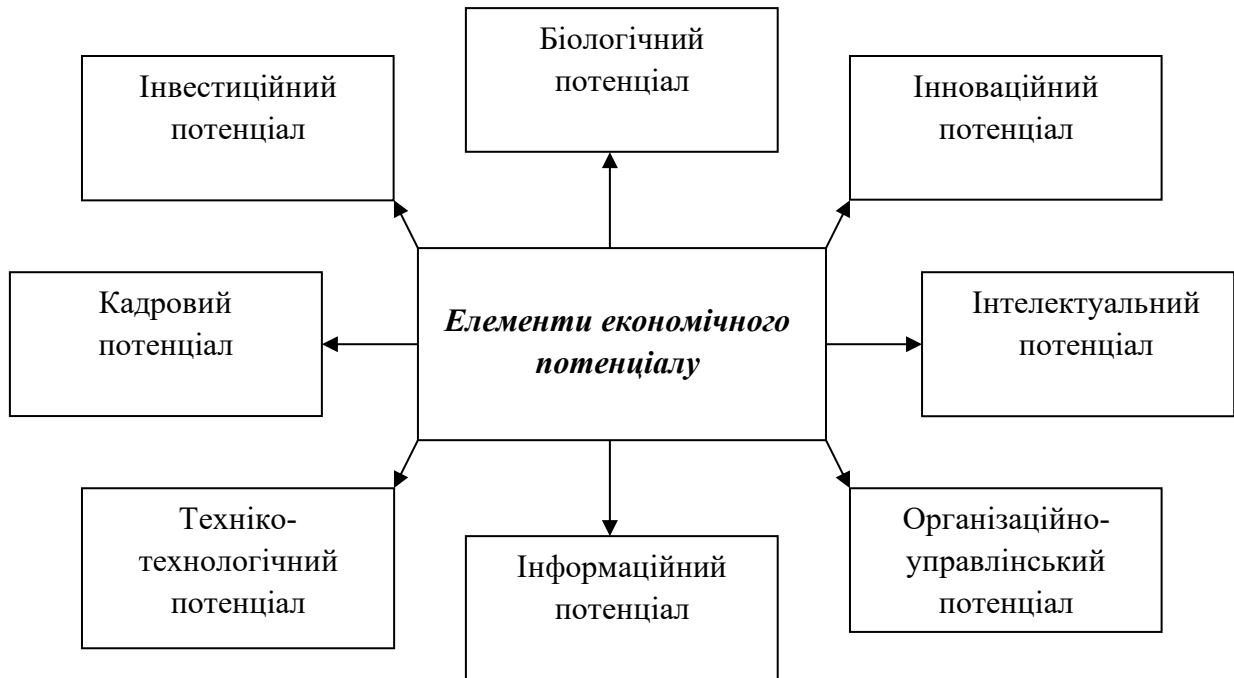 Біологічний
потенціал
Інвестиційний
потенціал
Інноваційний
потенціал
Кадровий
потенціал
Елементи економічного
потенціалу
Інтелектуальний
потенціал
Техніко-
технологічний
потенціал
Інформаційний
потенціал
Організаційно-
управлінський
потенціал